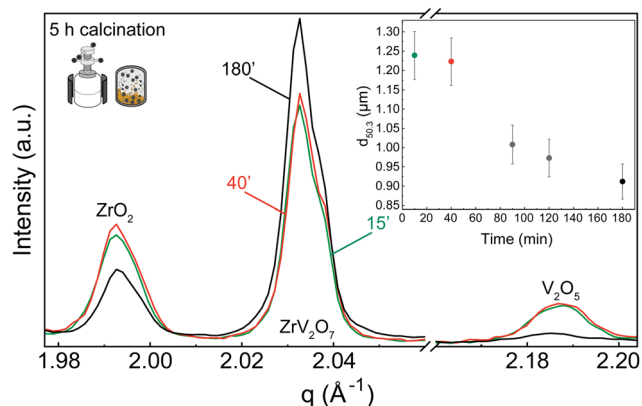 5 h calcination
Intensity (a.u.)
ZrO₂
180’
40’
15’
ZrV₂O₇
V₂O₅
1.98
2.00
2.02
2.04
2.18
2.20
q (Å⁻¹)
d₅₀.₃ (µm)
1.30
1.25
1.20
1.15
1.10
1.05
1.00
0.95
0.90
0.85
0 20 40 60 80 100 120 140 160 180
Time (min)